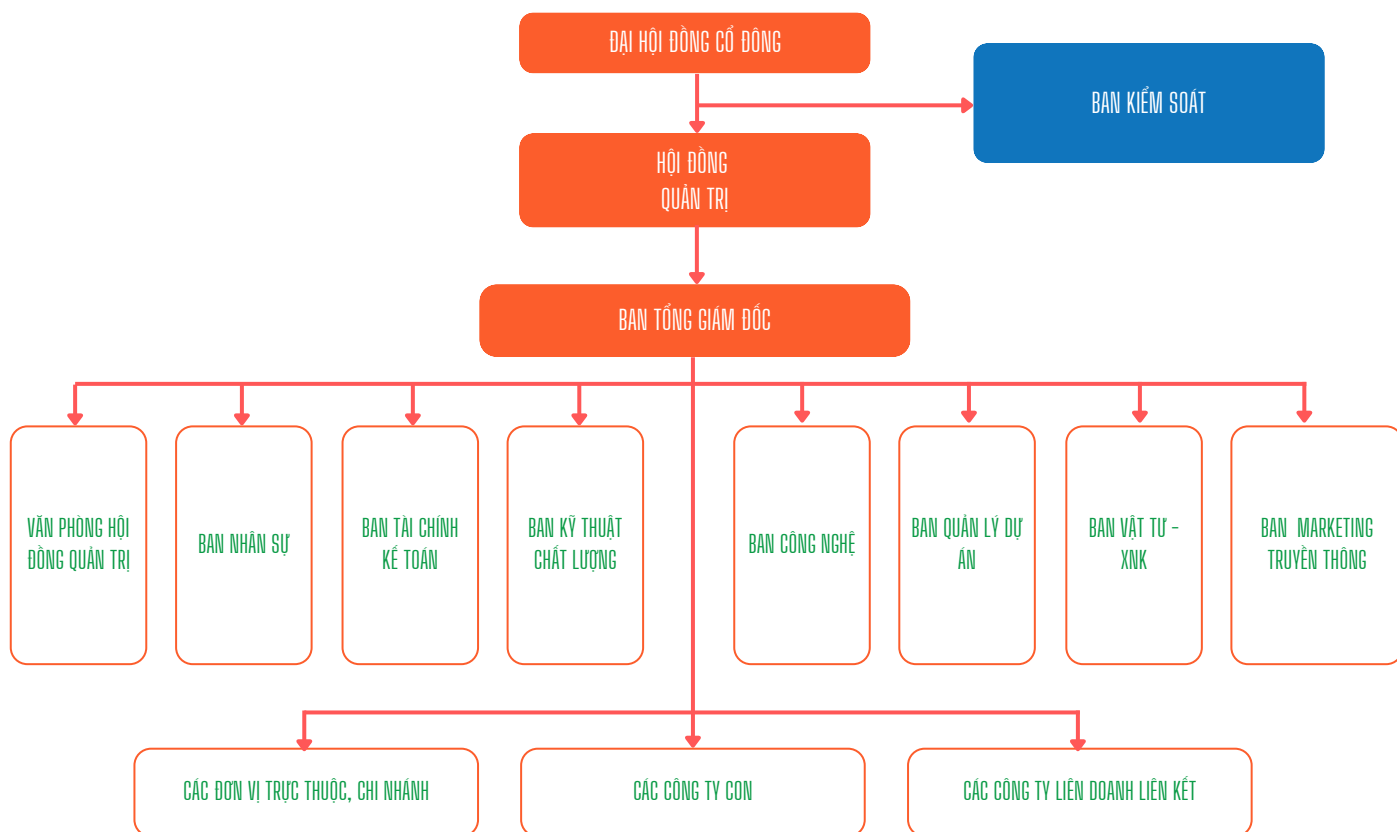 ĐẠI HỘI ĐỒNG CỔ ĐÔNG
BAN KIỂM SOÁT
HỘI ĐỒNG
QUẢN TRỊ
BAN TỔNG GIÁM ĐỐC
VĂN PHÒNG HỘI
ĐỒNG QUẢN TRỊ
BAN NHÂN SỰ
BAN TÀI CHÍNH
KẾ TOÁN
BAN KỸ THUẬT
CHẤT LƯỢNG
BAN CÔNG NGHỆ
BAN QUẢN LÝ DỰ
ÁN
BAN VẬT TƯ -
XNK
BAN MARKETING
TRUYỀN THÔNG
CÁC ĐƠN VỊ TRỰC THUỘC, CHI NHÁNH
CÁC CÔNG TY CON
CÁC CÔNG TY LIÊN DOANH LIÊN KẾT